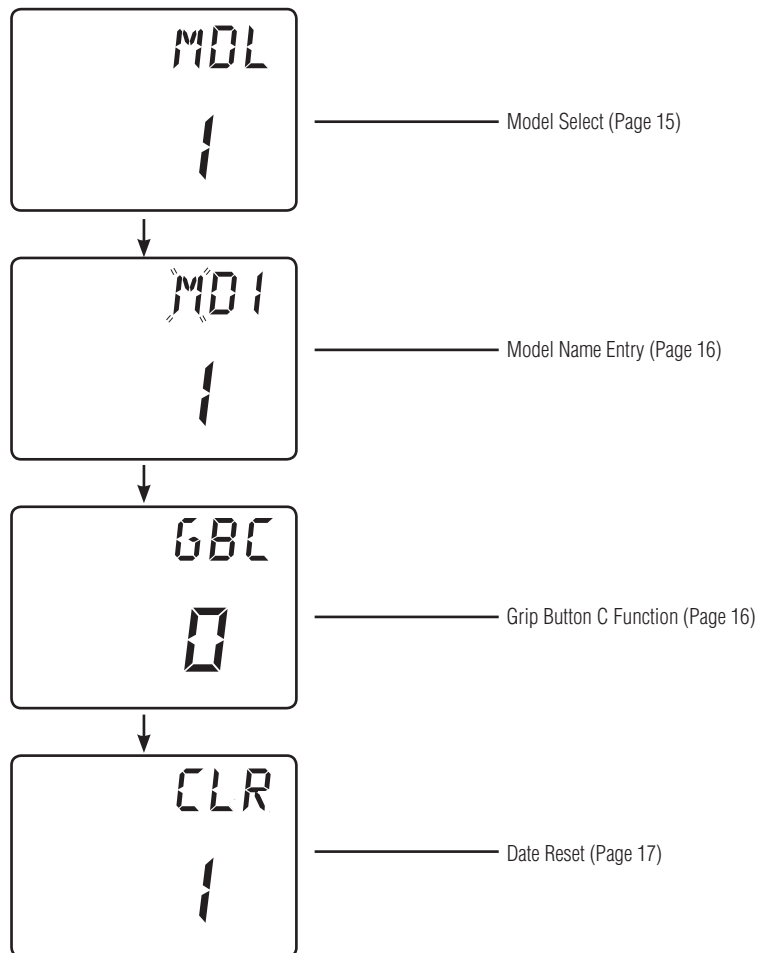 MDL
1
Model Select (Page 15)
MD1
1
Model Name Entry (Page 16)
GBC
0
Grip Button C Function (Page 16)
CLR
1
Date Reset (Page 17)